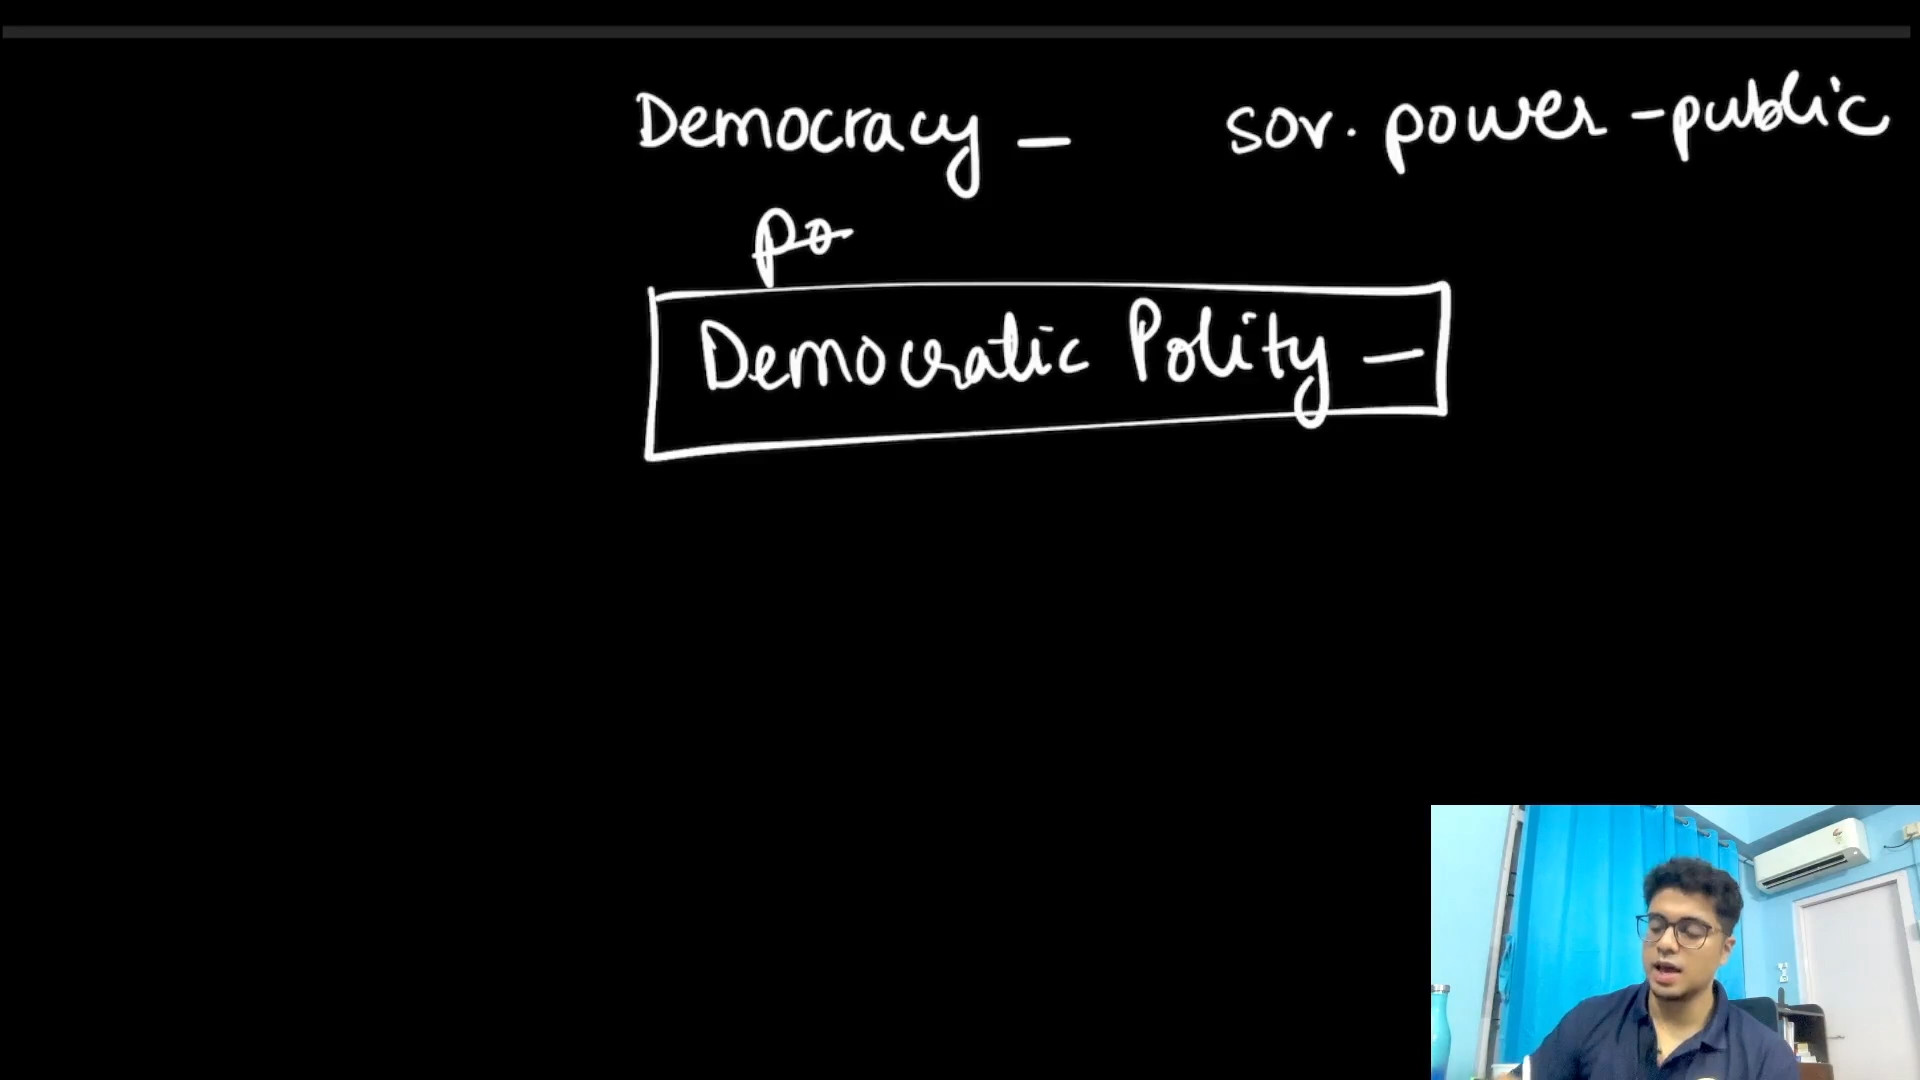 Democracy – sov. power – public
po
Democratic Polity –